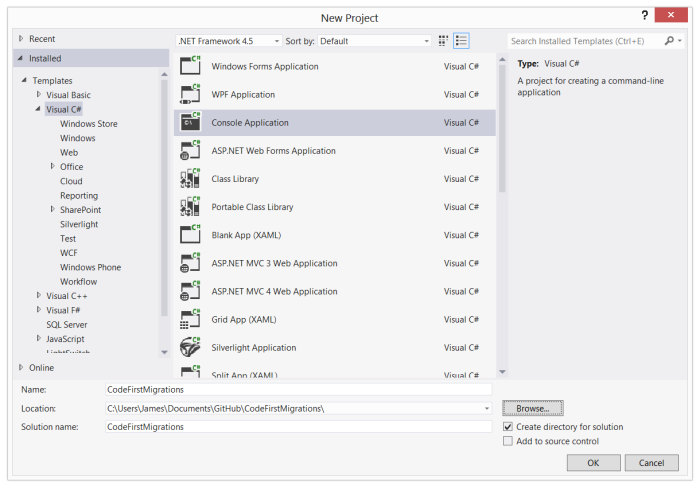 New Project
?
×
Recent
.NET Framework 4.5
Sort by: Default
Search Installed Templates (Ctrl+E)
Installed
Templates
Visual Basic
Visual C#
Windows Store
Windows
Web
Office
Cloud
Reporting
SharePoint
Silverlight
Test
WCF
Windows Phone
Workflow
Visual C++
Visual F#
SQL Server
JavaScript
LightSwitch
Online
Windows Forms Application Visual C#
WPF Application Visual C#
Console Application Visual C#
ASP.NET Web Forms Application Visual C#
Class Library Visual C#
Portable Class Library Visual C#
Blank App (XAML) Visual C#
ASP.NET MVC 3 Web Application Visual C#
ASP.NET MVC 4 Web Application Visual C#
Grid App (XAML) Visual C#
Silverlight Application Visual C#
Split App (XAML) Visual C#
Type: Visual C#
A project for creating a command-line
application
Name: CodeFirstMigrations
Location: C:\Users\James\Documents\GitHub\CodeFirstMigrations\
Browse...
Solution name: CodeFirstMigrations
Create directory for solution
Add to source control
OK
Cancel